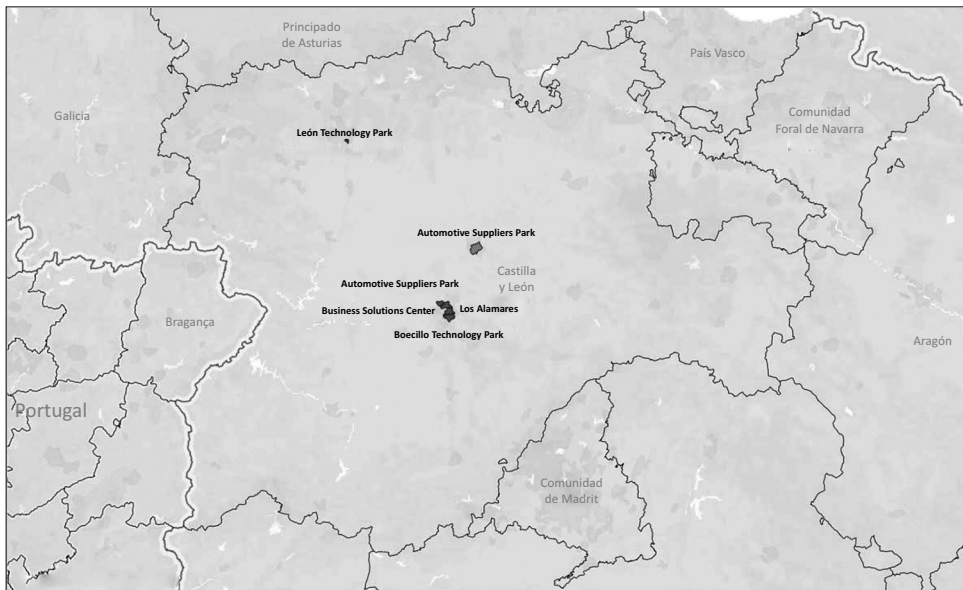 Principado
de Asturias
País Vasco
Galicia
Comunidad
Foral de Navarra
León Technology Park
Automotive Suppliers Park
Castilla
y León
Automotive Suppliers Park
Business Solutions Center
Los Alamares
Bragança
Boecillo Technology Park
Aragón
Portugal
Comunidad
de Madrit